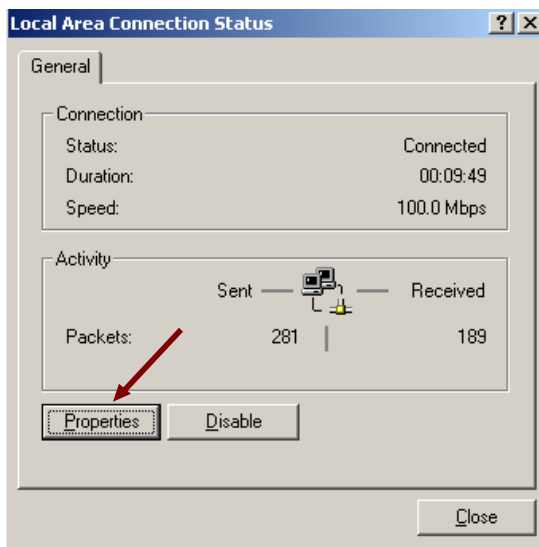 Local Area Connection Status
General
Connection
Status: Connected
Duration: 00:09:49
Speed: 100.0 Mbps
Activity
Sent Received
Packets: 281 189
Properties Disable
Close